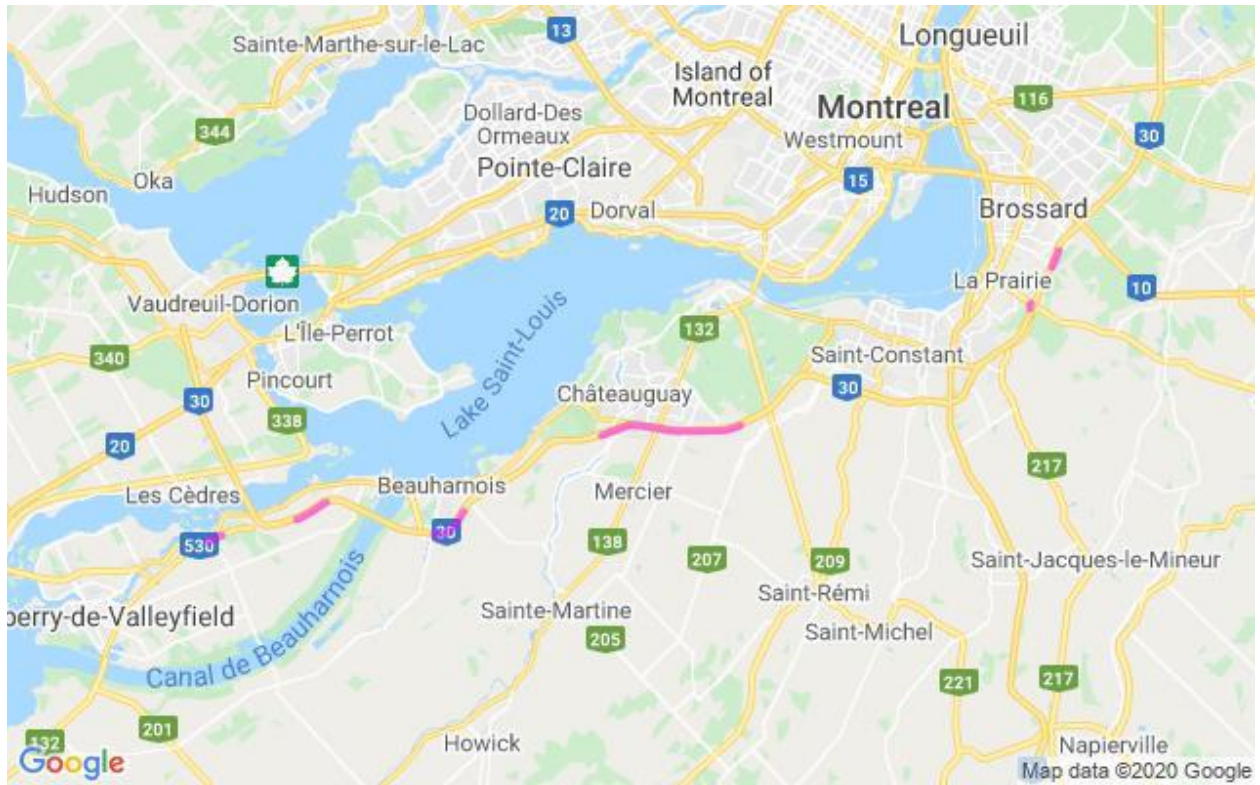 Sainte-Marthe-sur-le-Lac
13
Longueuil
Island of
Montreal
Montreal
116
Dollard-Des
Ormeaux
344
Westmount
30
Pointe-Claire
15
Oka
Hudson
20
Dorval
Brossard
Vaudreuil-Dorion
La Prairie
10
L'Île-Perrot
132
340
Saint-Constant
Pincourt
Lake Saint-Louis
Châteauguay
30
30
338
20
217
Les Cèdres
Beauharnois
Mercier
530
30
138
207
209
Saint-Jacques-le-Mineur
berry-de-Valleyfield
Sainte-Martine
Saint-Rémi
205
Saint-Michel
Canal de Beauharnois
221
217
201
132
Howick
Napierville
Google
Map data ©2020 Google